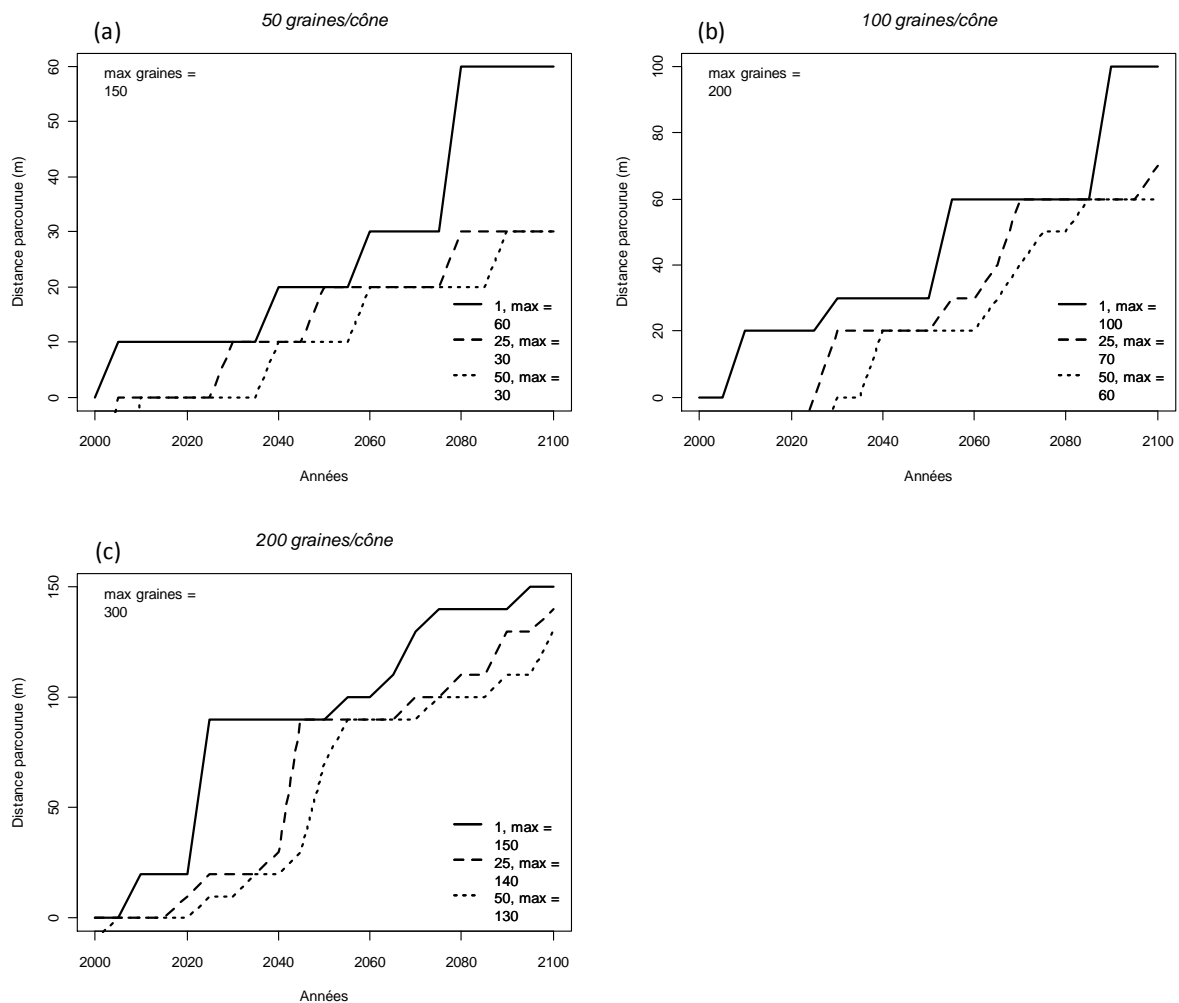 (a)
50 graines/cône
max graines =
150
Distance parcourue (m)
60
50
40
30
20
10
0
1, max =
60
25, max =
30
50, max =
30
2000
2020
2040
2060
2080
2100
Années
(b)
100 graines/cône
max graines =
200
Distance parcourue (m)
100
80
60
40
20
0
1, max =
100
25, max =
70
50, max =
60
2000
2020
2040
2060
2080
2100
Années
(c)
200 graines/cône
max graines =
300
Distance parcourue (m)
150
100
50
0
1, max =
150
25, max =
140
50, max =
130
2000
2020
2040
2060
2080
2100
Années